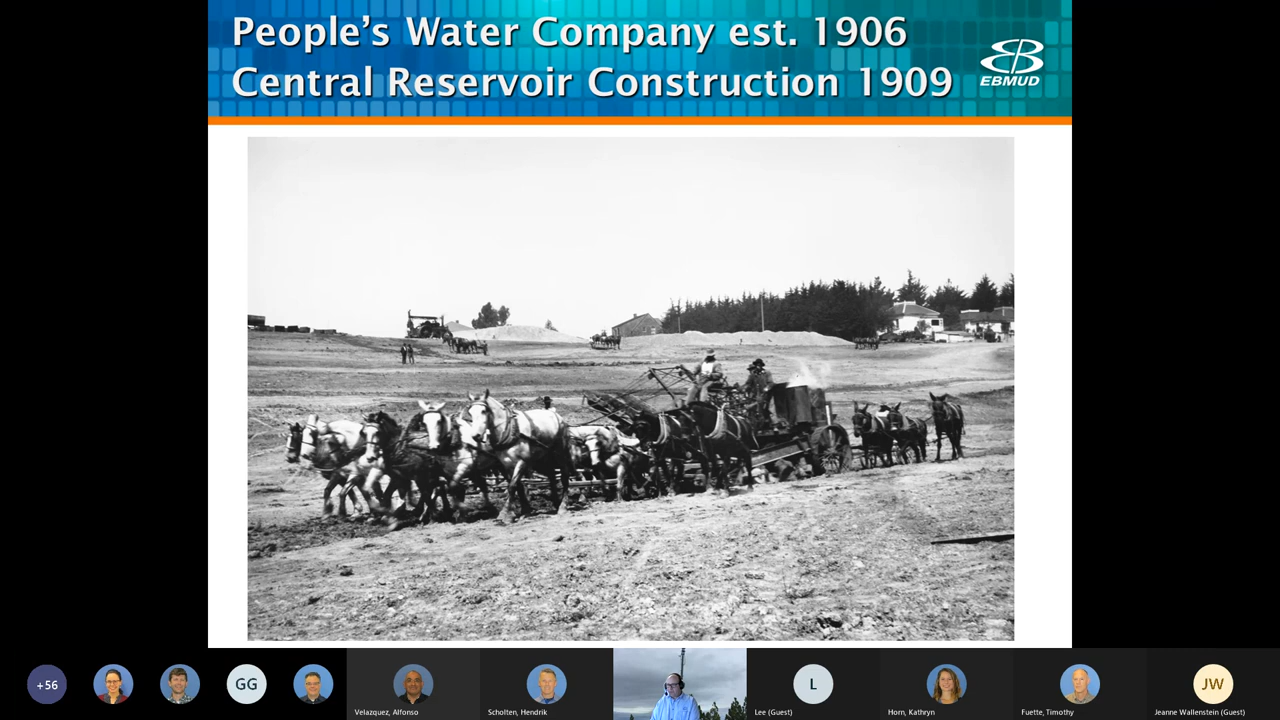 People's Water Company est. 1906
Central Reservoir Construction 1909
EBMUD
+56
GG
L
JW
Velazquez, Alfonso
Scholten, Hendrik
Lee (Guest)
Horn, Kathryn
Fuette, Timothy
Jeanne Wallenstein (Guest)